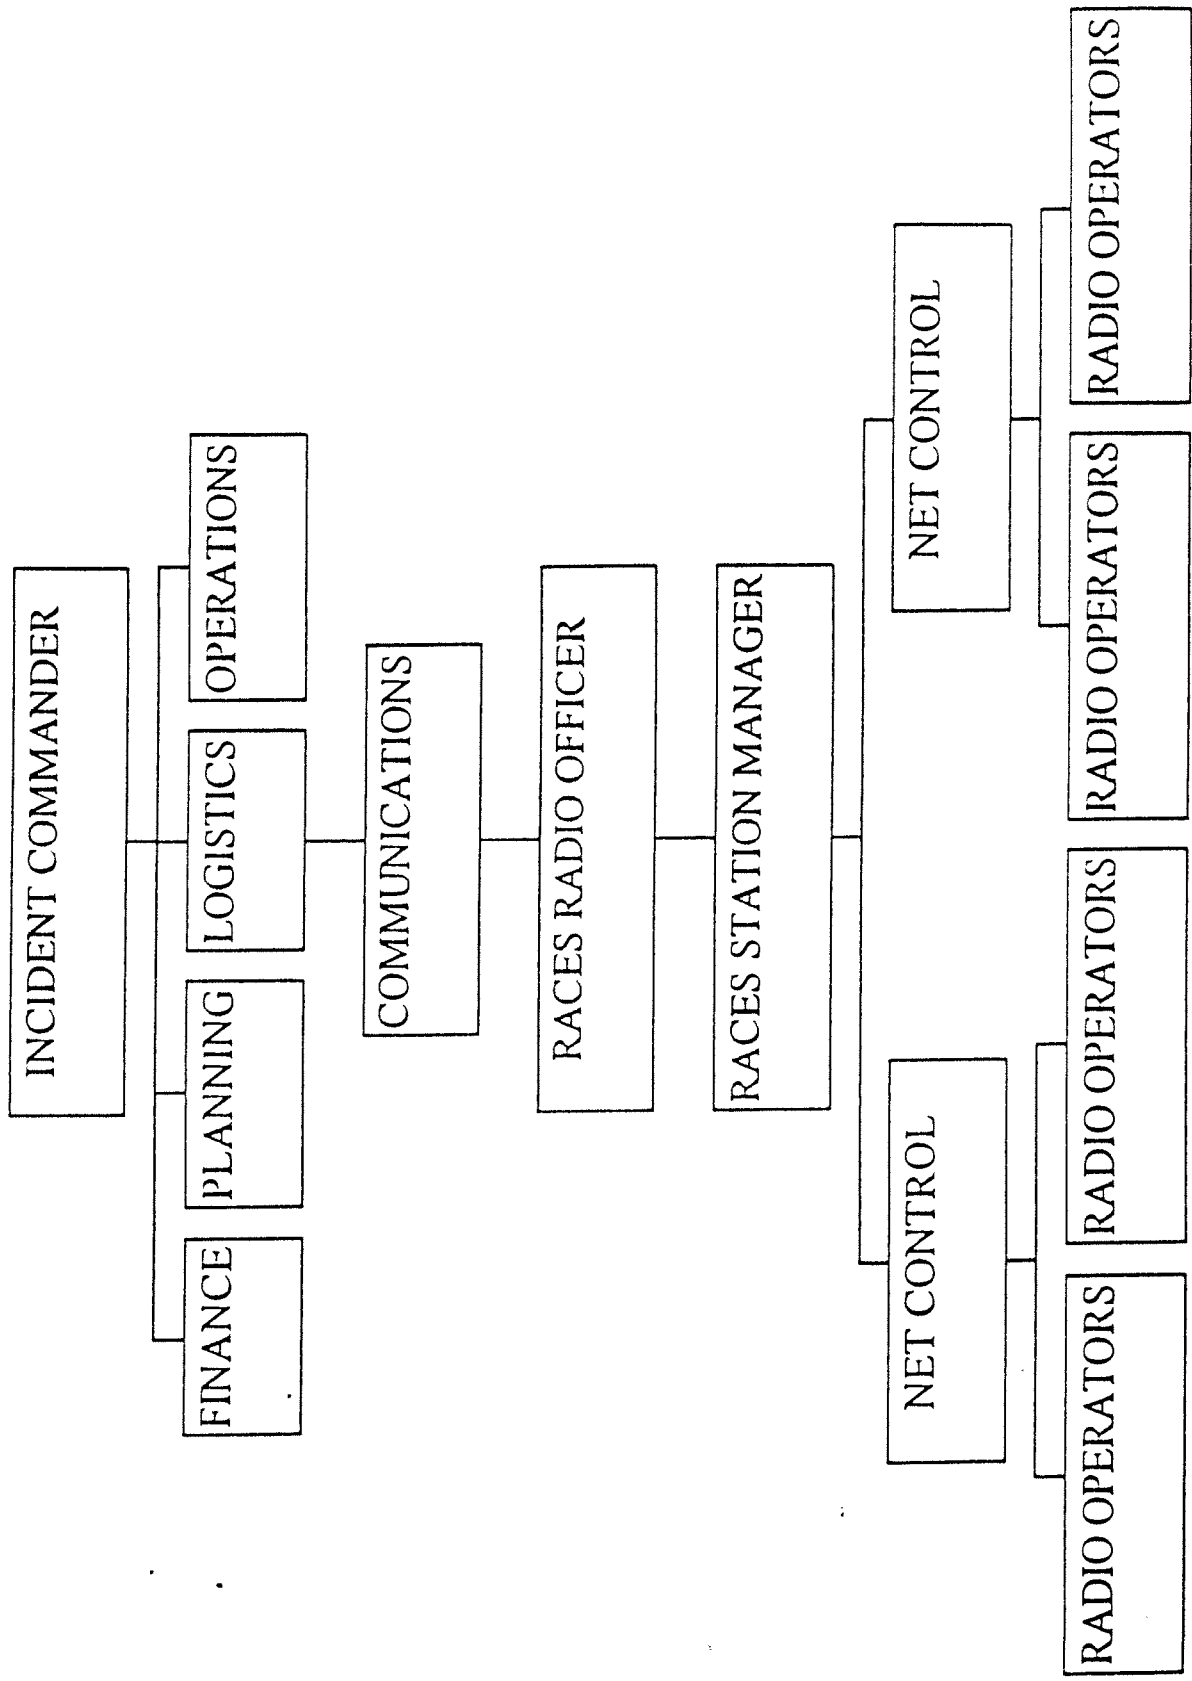 INCIDENT COMMANDER
FINANCE
PLANNING
LOGISTICS
OPERATIONS
COMMUNICATIONS
RACES RADIO OFFICER
RACES STATION MANAGER
NET CONTROL
NET CONTROL
RADIO OPERATORS
RADIO OPERATORS
RADIO OPERATORS
RADIO OPERATORS